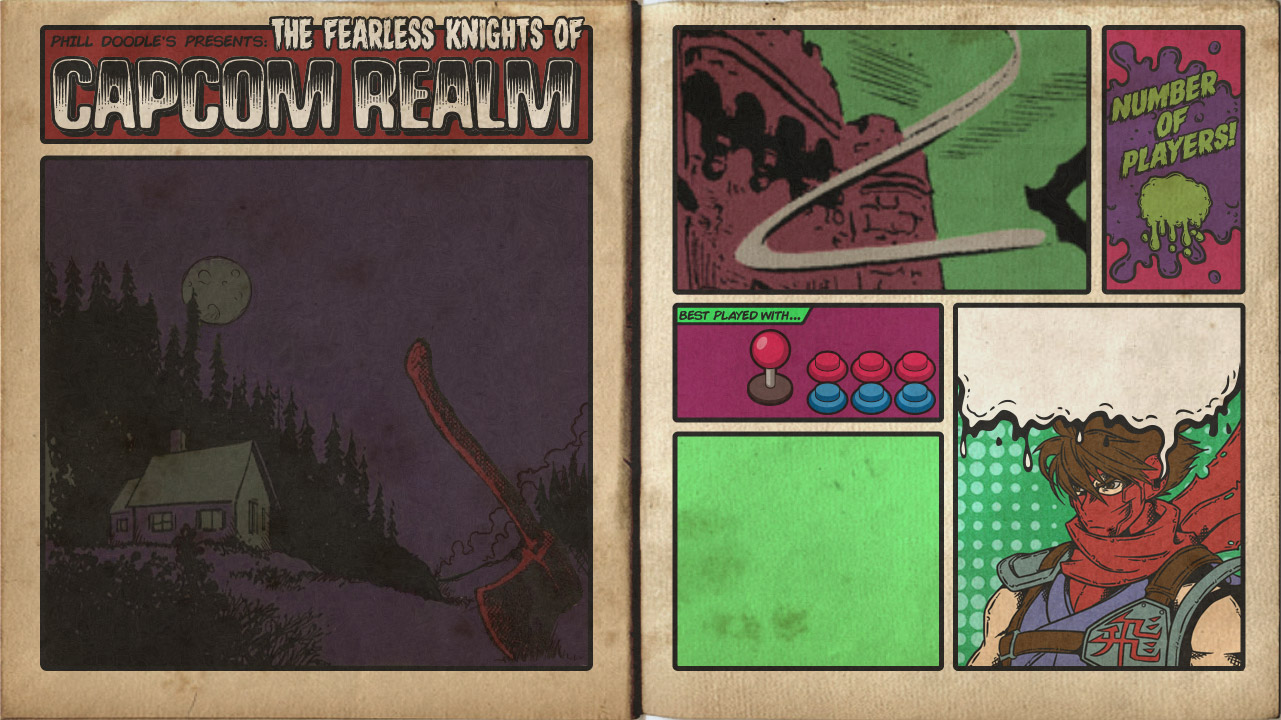 PHILL DOODLE'S PRESENTS: THE FEARLESS KNIGHTS OF
CAPCOM REALM
NUMBER
OF
PLAYERS!
BEST PLAYED WITH...
飛